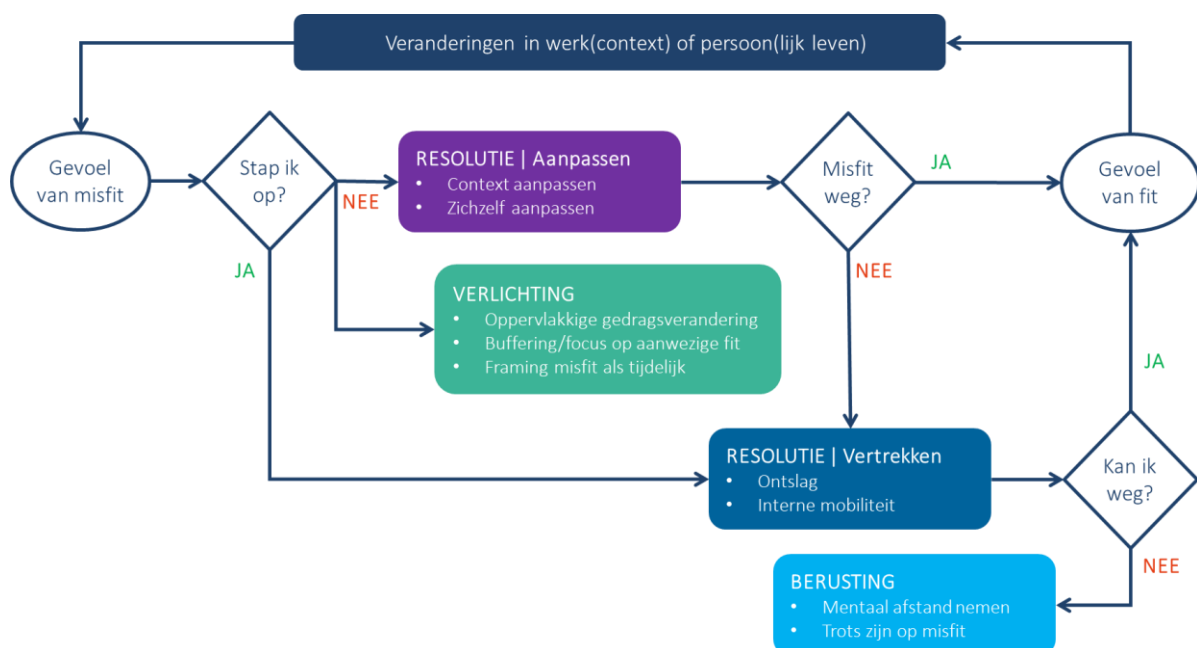 Veranderingen in werk(context) of persoon(lijk leven)
Gevoel
van misfit
Stap ik
op?
NEE
JA
RESOLUTIE | Aanpassen
• Context aanpassen
• Zichzelf aanpassen
Misfit
weg?
JA
NEE
Gevoel
van fit
VERLICHTING
• Oppervlakkige gedragsverandering
• Buffering/focus op aanwezige fit
• Framing misfit als tijdelijk
JA
RESOLUTIE | Vertrekken
• Ontslag
• Interne mobiliteit
Kan ik
weg?
NEE
BERUSTING
• Mentaal afstand nemen
• Trots zijn op misfit